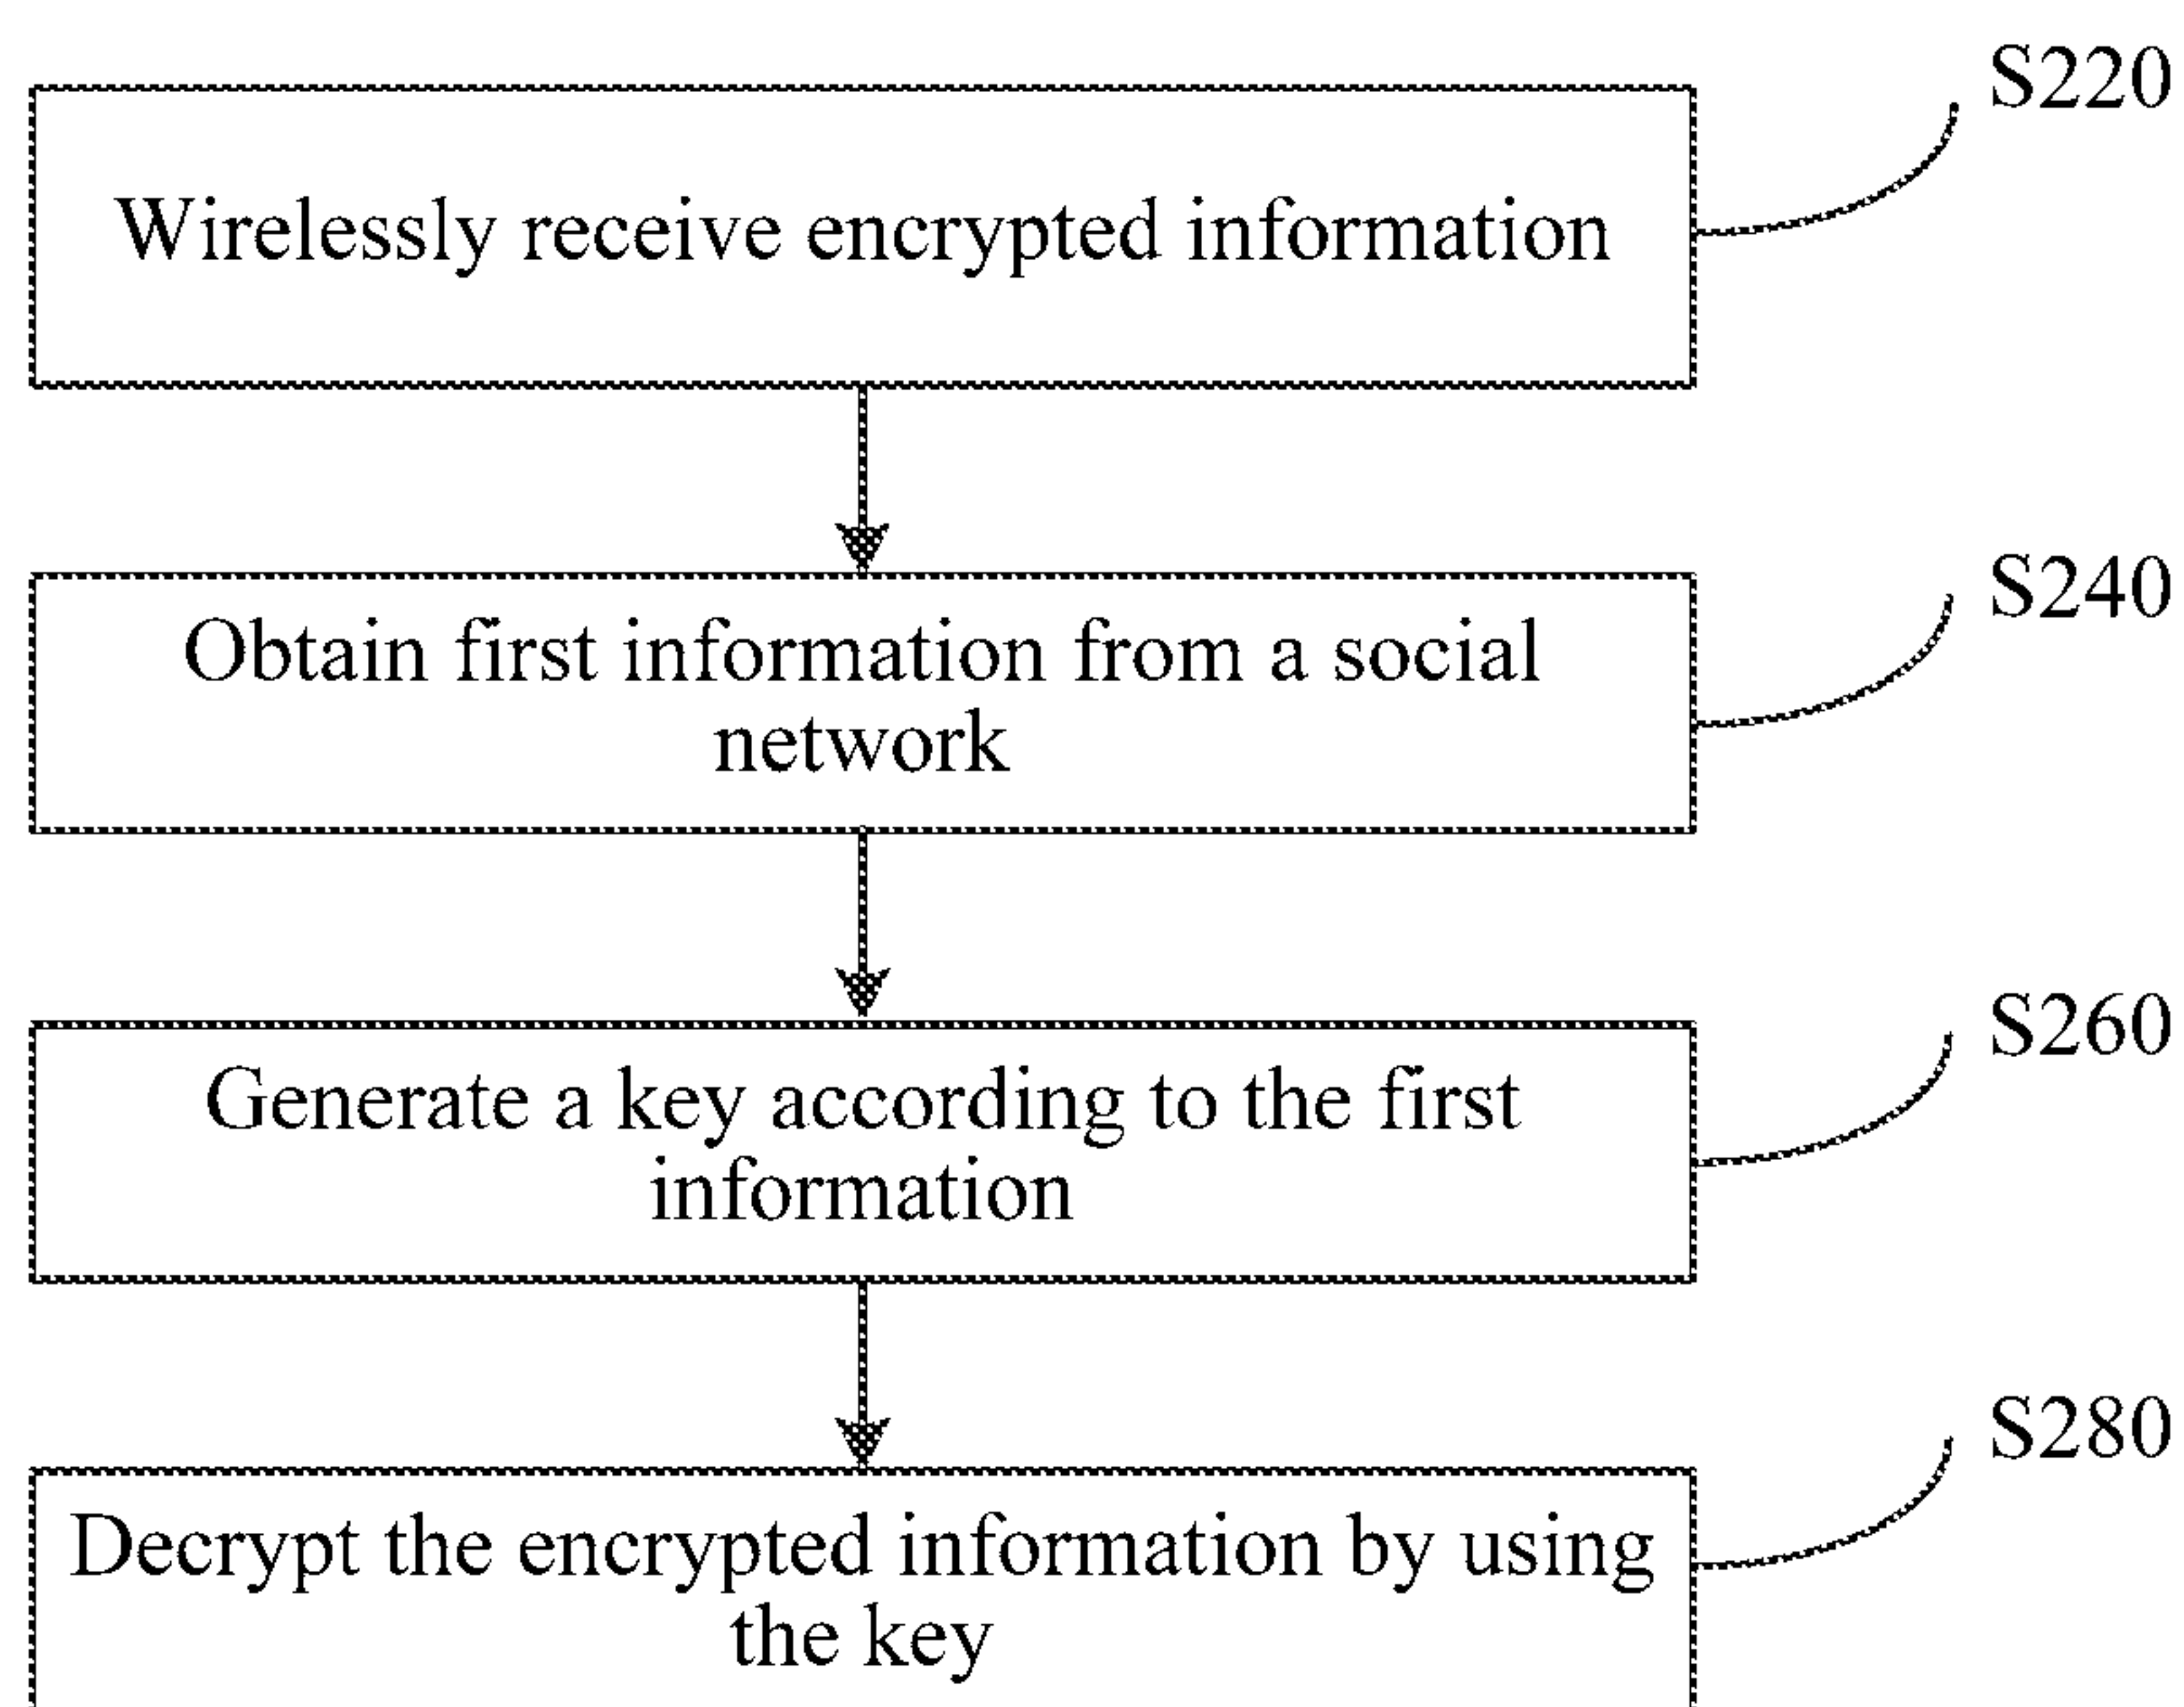 S220
Wirelessly receive encrypted information
S240
Obtain first information from a social
network
S260
Generate a key according to the first
information
S280
Decrypt the encrypted information by using
the key